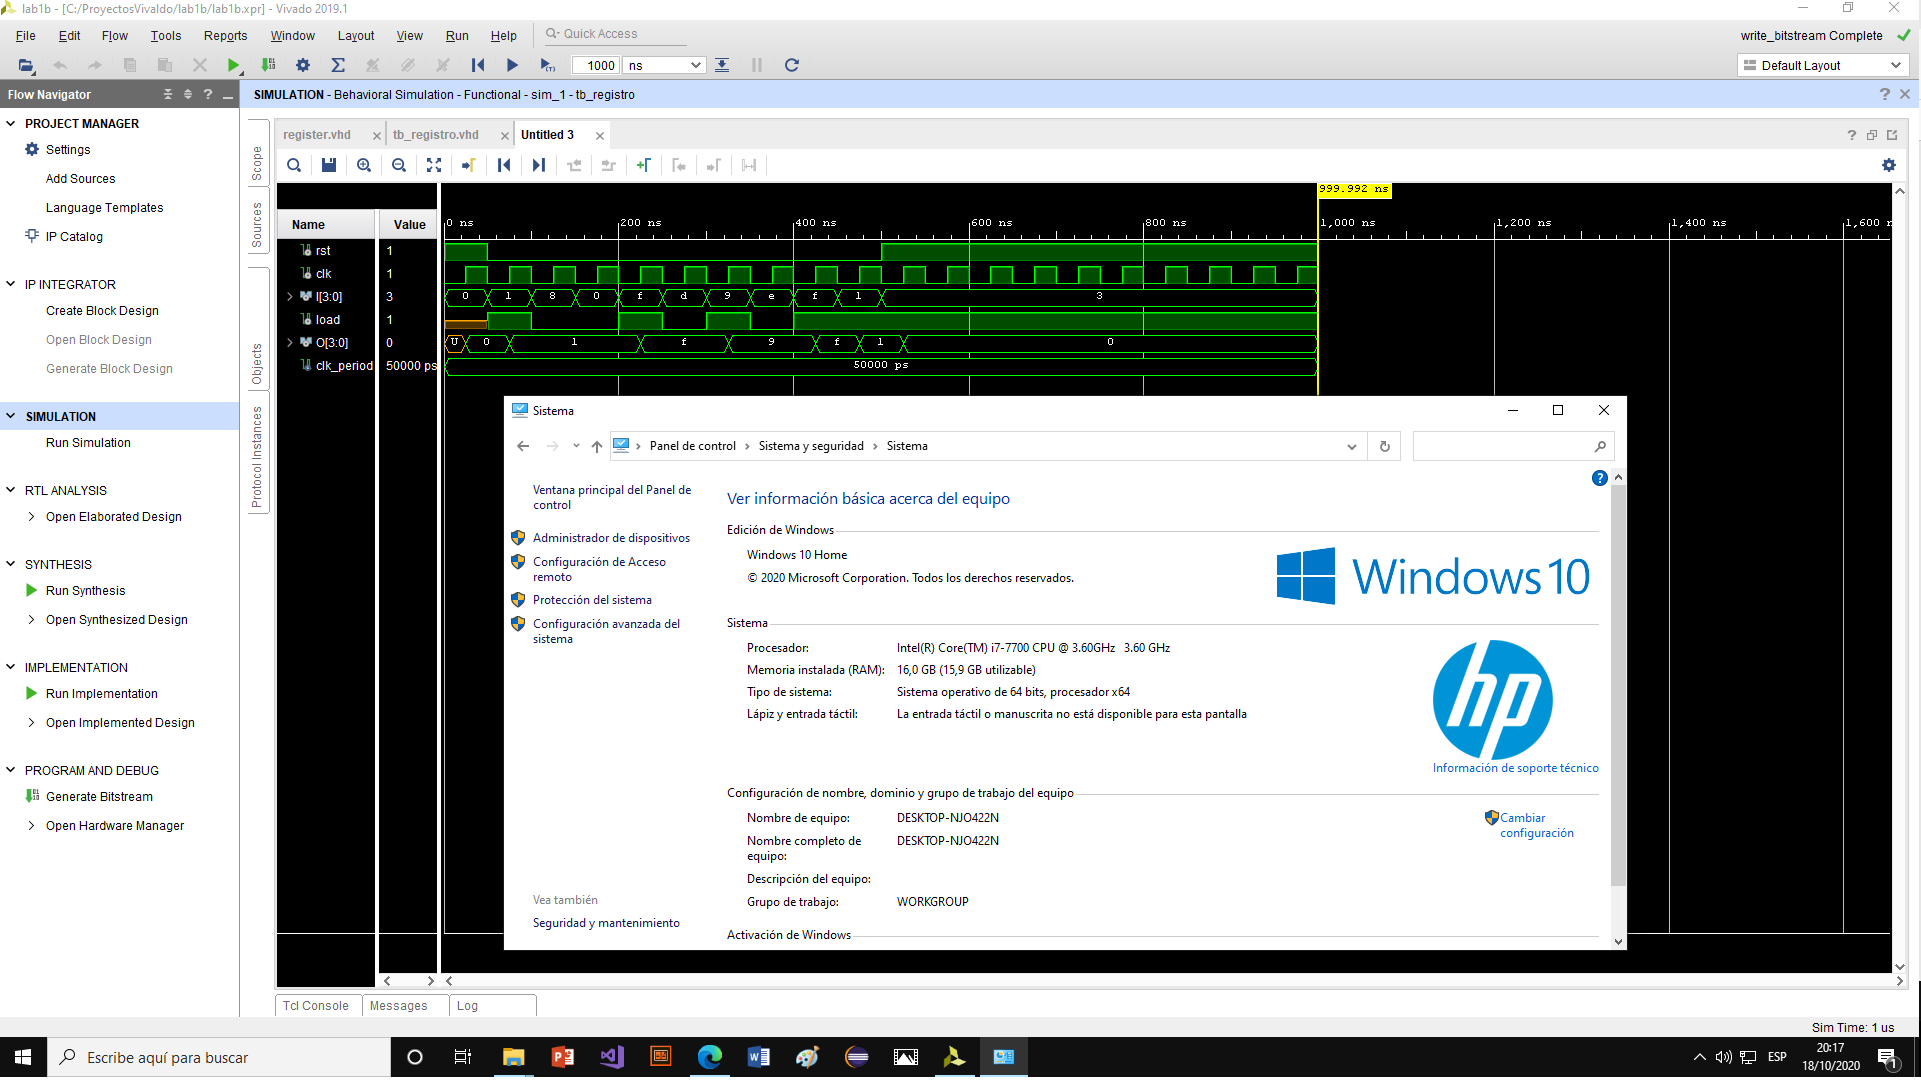 lab1b - [C:/ProyectosVivaldo/lab1b/lab1b.xpr] - Vivado 2019.1
File Edit Flow Tools Reports Window Layout View Run Help Quick Access
write_bitstream Complete
1000 ns
Default Layout
Flow Navigator
SIMULATION - Behavioral Simulation - Functional - sim_1 - tb_registro
PROJECT MANAGER
Settings
Add Sources
Language Templates
IP Catalog
IP INTEGRATOR
Create Block Design
Open Block Design
Generate Block Design
SIMULATION
Run Simulation
RTL ANALYSIS
Open Elaborated Design
SYNTHESIS
Run Synthesis
Open Synthesized Design
IMPLEMENTATION
Run Implementation
Open Implemented Design
PROGRAM AND DEBUG
Generate Bitstream
Open Hardware Manager
Scope
Sources
Objects
Protocol Instances
register.vhd tb_registro.vhd Untitled 3
999.992 ns
Name Value
0 ns 200 ns 400 ns 600 ns 800 ns 1,000 ns 1,200 ns 1,400 ns 1,600 n
rst 1
clk 1
I[3:0] 3 0 1 8 0 f d 9 e f 1 3
load 1
O[3:0] 0 U 0 1 f 9 f 1 0
clk_period 50000 ps 50000 ps
Sistema
Panel de control Sistema y seguridad Sistema
Ventana principal del Panel de
control
Administrador de dispositivos
Configuración de Acceso
remoto
Protección del sistema
Configuración avanzada del
sistema
Vea también
Seguridad y mantenimiento
Ver información básica acerca del equipo
Edición de Windows
Windows 10 Home
© 2020 Microsoft Corporation. Todos los derechos reservados.
Windows 10
Sistema
Procesador: Intel(R) Core(TM) i7-7700 CPU @ 3.60GHz 3.60 GHz
Memoria instalada (RAM): 16,0 GB (15,9 GB utilizable)
Tipo de sistema: Sistema operativo de 64 bits, procesador x64
Lápiz y entrada táctil: La entrada táctil o manuscrita no está disponible para esta pantalla
hp
Información de soporte técnico
Configuración de nombre, dominio y grupo de trabajo del equipo
Nombre de equipo: DESKTOP-NJO422N
Nombre completo de
equipo: DESKTOP-NJO422N
Descripción del equipo:
Grupo de trabajo: WORKGROUP
Cambiar
configuración
Activación de Windows
Tcl Console Messages Log
Sim Time: 1 us
Escribe aquí para buscar
ESP
20:17
18/10/2020
1